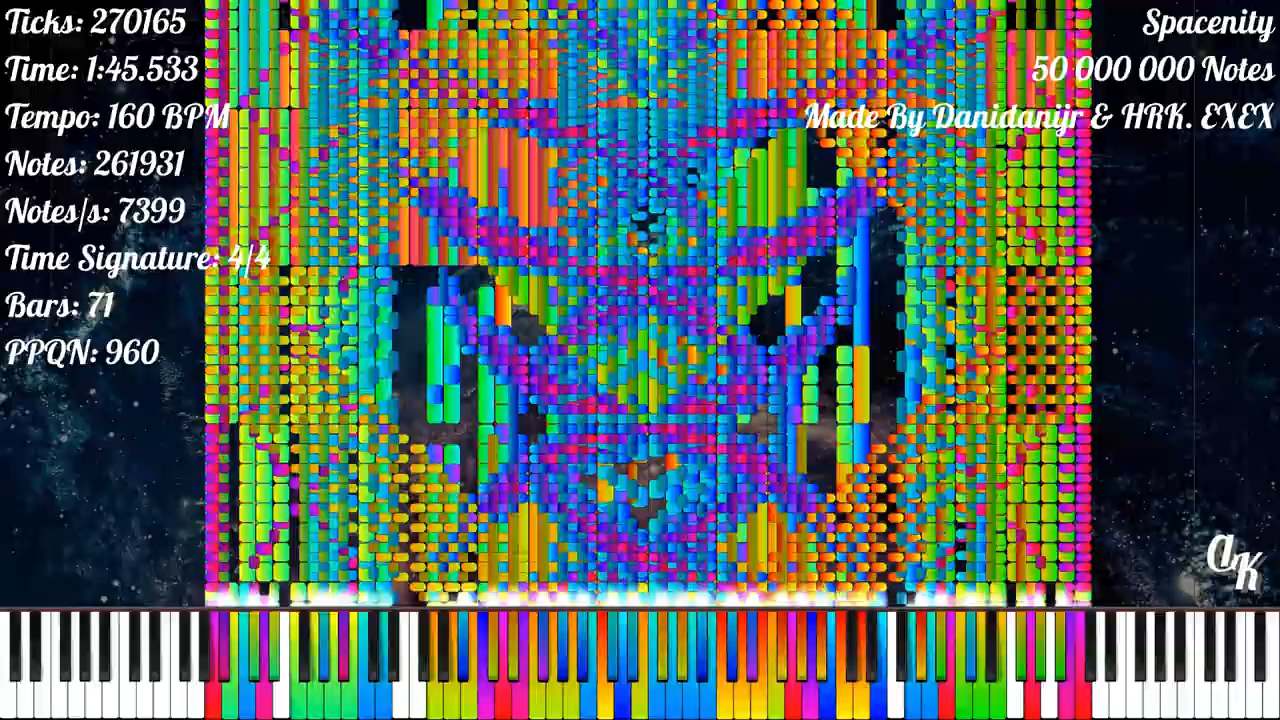 Ticks: 270165
Time: 1:45.533
Tempo: 160 BPM
Notes: 261931
Notes/s: 7399
Time Signature: 4/4
Bars: 71
PPQN: 960
Spacenity
50 000 000 Notes
Made By Danidanijr & HRK. EXEX
DK